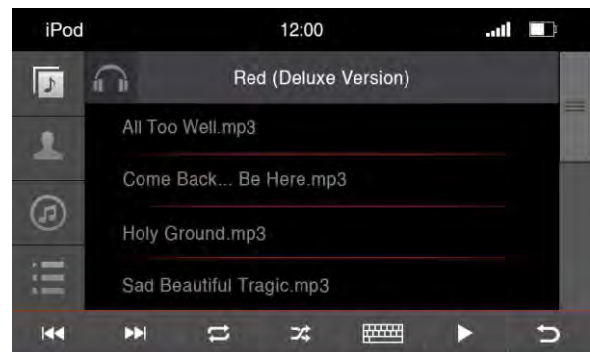 iPod 12:00
Red (Deluxe Version)
All Too Well.mp3
Come Back... Be Here.mp3
Holy Ground.mp3
Sad Beautiful Tragic.mp3